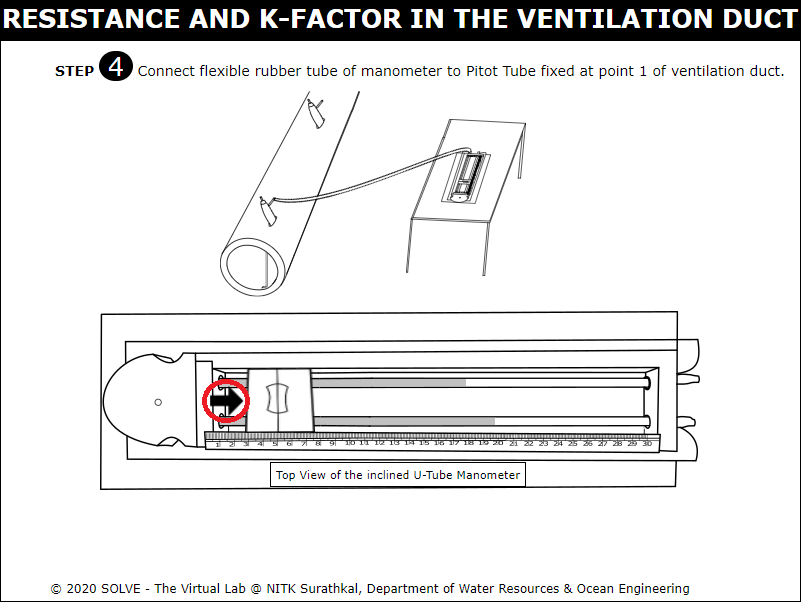 RESISTANCE AND K-FACTOR IN THE VENTILATION DUCT
STEP 4 Connect flexible rubber tube of manometer to Pitot Tube fixed at point 1 of ventilation duct.
1 2 3 4 5 6 7 8 9 10 11 12 13 14 15 16 17 18 19 20 21 22 23 24 25 26 27 28 29 30
Top View of the inclined U-Tube Manometer
© 2020 SOLVE - The Virtual Lab @ NITK Surathkal, Department of Water Resources & Ocean Engineering